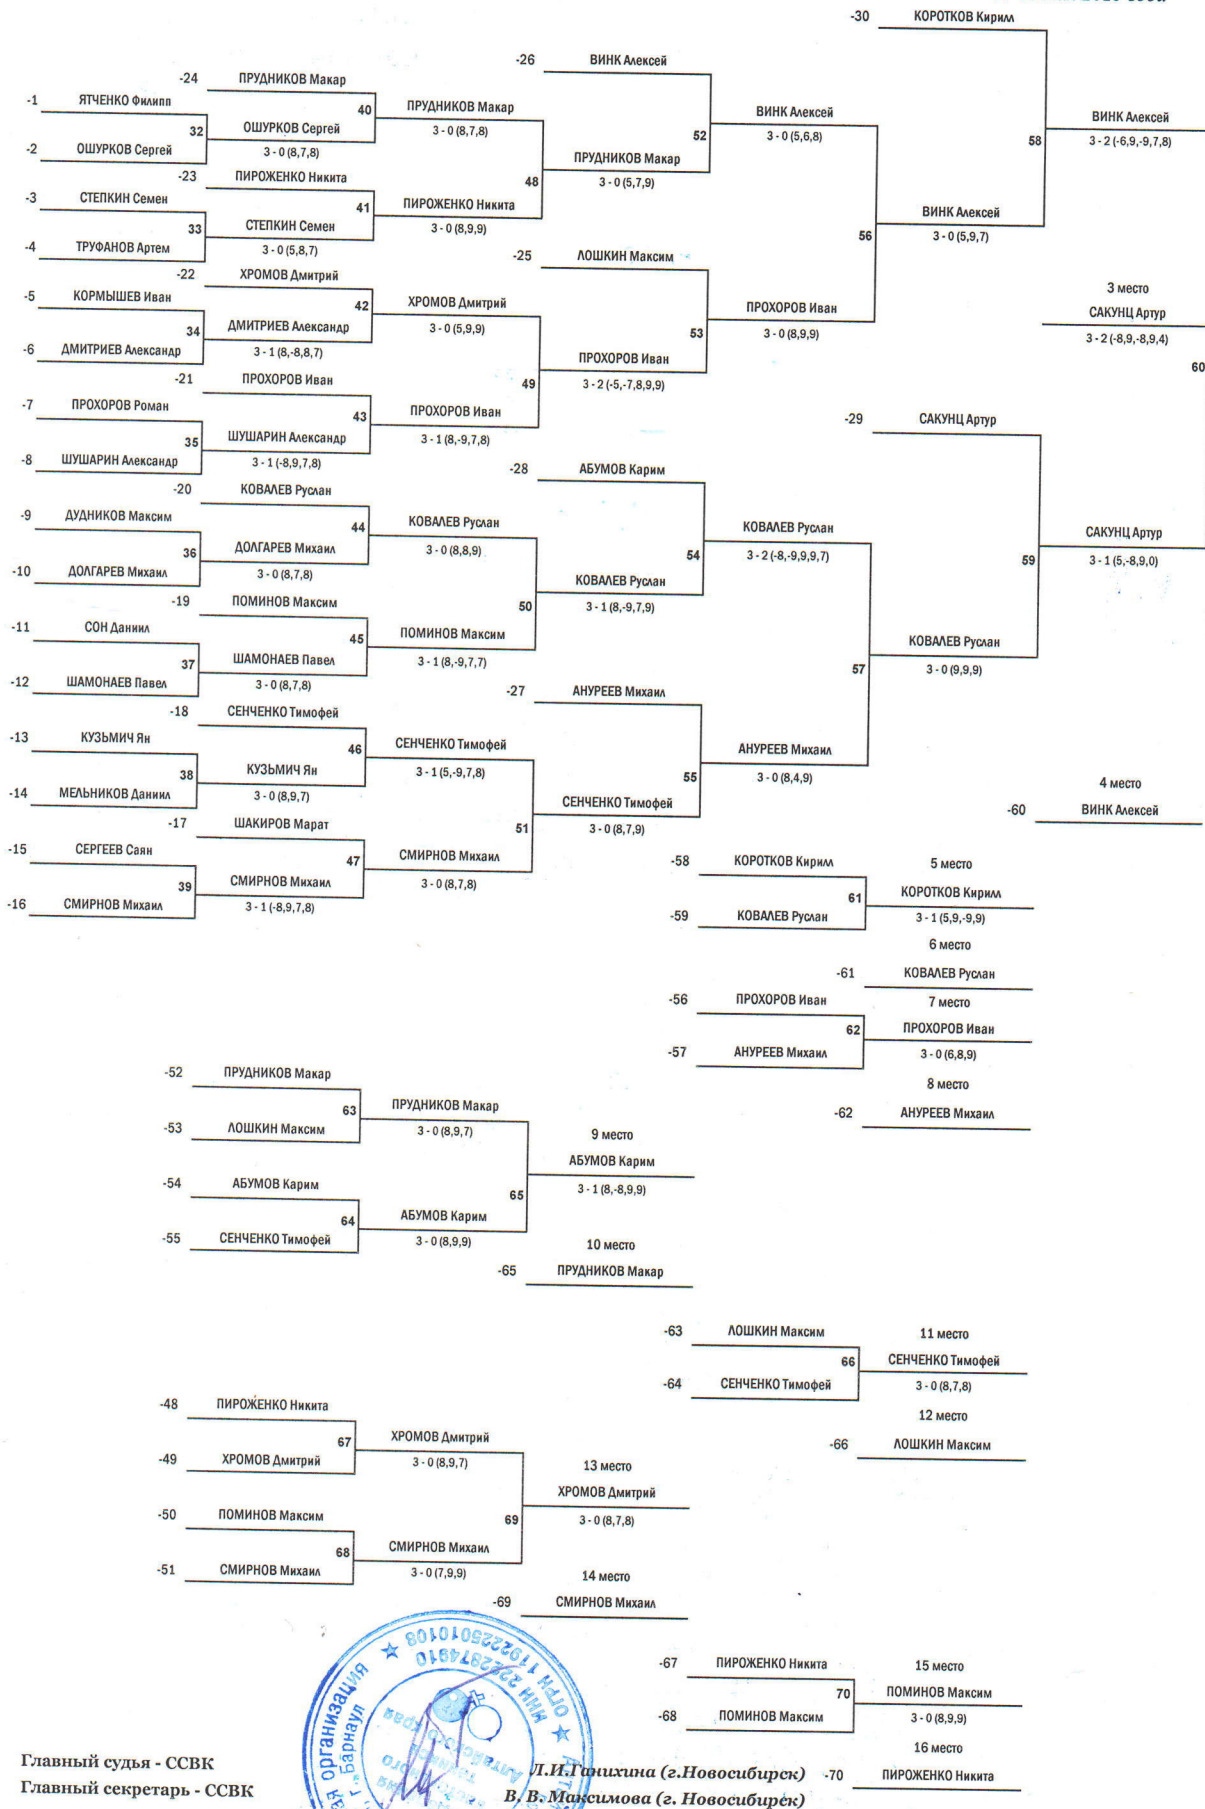 -30 КОРОТКОВ Кирилл
-26 ВИНК Алексей
-24 ПРУДНИКОВ Макар
-1 ЯТЧЕНКО Филипп
40 ПРУДНИКОВ Макар
3 - 0 (8,7,8)
52 ВИНК Алексей
3 - 0 (5,6,8)
58 ВИНК Алексей
3 - 2 (-6,9,-9,7,8)
32 ОШУРКОВ Сергей
3 - 0 (8,7,8)
-2 ОШУРКОВ Сергей
48 ПРУДНИКОВ Макар
3 - 0 (5,7,9)
-23 ПИРОЖЕНКО Никита
-3 СТЕПКИН Семен
41 ПИРОЖЕНКО Никита
3 - 0 (8,9,9)
33 СТЕПКИН Семен
3 - 0 (5,8,7)
-4 ТРУФАНОВ Артем
56 ВИНК Алексей
3 - 0 (5,9,7)
-25 ЛОШКИН Максим
-22 ХРОМОВ Дмитрий
-5 КОРМЫШЕВ Иван
42 ХРОМОВ Дмитрий
3 - 0 (5,9,9)
53 ПРОХОРОВ Иван
3 - 0 (8,9,9)
3 место
САКУНЦ Артур
3 - 2 (-8,9,-8,9,4)
60
34 ДМИТРИЕВ Александр
3 - 1 (8,-8,8,7)
-6 ДМИТРИЕВ Александр
49 ПРОХОРОВ Иван
3 - 2 (-5,-7,8,9,9)
-21 ПРОХОРОВ Иван
-7 ПРОХОРОВ Роман
43 ПРОХОРОВ Иван
3 - 1 (8,-9,7,8)
-29 САКУНЦ Артур
35 ШУШАРИН Александр
3 - 1 (-8,9,7,8)
-8 ШУШАРИН Александр
-28 АБУМОВ Карим
-20 КОВАЛЕВ Руслан
-9 ДУДНИКОВ Максим
44 КОВАЛЕВ Руслан
3 - 0 (8,8,9)
54 КОВАЛЕВ Руслан
3 - 2 (-8,-9,9,9,7)
59 САКУНЦ Артур
3 - 1 (5,-8,9,0)
36 ДОЛГАРЕВ Михаил
3 - 0 (8,7,8)
-10 ДОЛГАРЕВ Михаил
50 КОВАЛЕВ Руслан
3 - 1 (8,-9,7,9)
-19 ПОМИНОВ Максим
-11 СОН Даниил
45 ПОМИНОВ Максим
3 - 1 (8,-9,7,7)
57 КОВАЛЕВ Руслан
3 - 0 (9,9,9)
37 ШАМОНАЕВ Павел
3 - 0 (8,7,8)
-12 ШАМОНАЕВ Павел
-27 АНУРЕЕВ Михаил
-18 СЕНЧЕНКО Тимофей
-13 КУЗЬМИЧ Ян
46 СЕНЧЕНКО Тимофей
3 - 1 (5,-9,7,8)
55 АНУРЕЕВ Михаил
3 - 0 (8,4,9)
38 КУЗЬМИЧ Ян
3 - 0 (8,9,7)
-14 МЕЛЬНИКОВ Даниил
51 СЕНЧЕНКО Тимофей
3 - 0 (8,7,9)
4 место
-60 ВИНК Алексей
-17 ШАКИРОВ Марат
-15 СЕРГЕЕВ Саян
47 СМИРНОВ Михаил
3 - 0 (8,7,8)
39 СМИРНОВ Михаил
3 - 1 (-8,9,7,8)
-16 СМИРНОВ Михаил
-58 КОРОТКОВ Кирилл
5 место
61 КОРОТКОВ Кирилл
3 - 1 (5,9,-9,9)
-59 КОВАЛЕВ Руслан
6 место
-61 КОВАЛЕВ Руслан
-56 ПРОХОРОВ Иван
7 место
62 ПРОХОРОВ Иван
3 - 0 (6,8,9)
-57 АНУРЕЕВ Михаил
8 место
-62 АНУРЕЕВ Михаил
-52 ПРУДНИКОВ Макар
63 ПРУДНИКОВ Макар
3 - 0 (8,9,7)
-53 ЛОШКИН Максим
9 место
65 АБУМОВ Карим
3 - 1 (8,-8,9,9)
-54 АБУМОВ Карим
64 АБУМОВ Карим
3 - 0 (8,9,9)
-55 СЕНЧЕНКО Тимофей
10 место
-65 ПРУДНИКОВ Макар
-63 ЛОШКИН Максим
11 место
66 СЕНЧЕНКО Тимофей
3 - 0 (8,7,8)
-64 СЕНЧЕНКО Тимофей
12 место
-66 ЛОШКИН Максим
-48 ПИРОЖЕНКО Никита
67 ХРОМОВ Дмитрий
3 - 0 (8,9,7)
-49 ХРОМОВ Дмитрий
13 место
69 ХРОМОВ Дмитрий
3 - 0 (8,7,8)
-50 ПОМИНОВ Максим
68 СМИРНОВ Михаил
3 - 0 (7,9,9)
-51 СМИРНОВ Михаил
14 место
-69 СМИРНОВ Михаил
-67 ПИРОЖЕНКО Никита
15 место
70 ПОМИНОВ Максим
3 - 0 (8,9,9)
-68 ПОМИНОВ Максим
16 место
-70 ПИРОЖЕНКО Никита
ОГРН 1192225010108
ИНН 2222874910
организация
г. Барнаул
Алтайского края
Главный судья - ССВК Л.И.Ганихина (г.Новосибирск)
Главный секретарь - ССВК В. В. Максимова (г. Новосибирск)